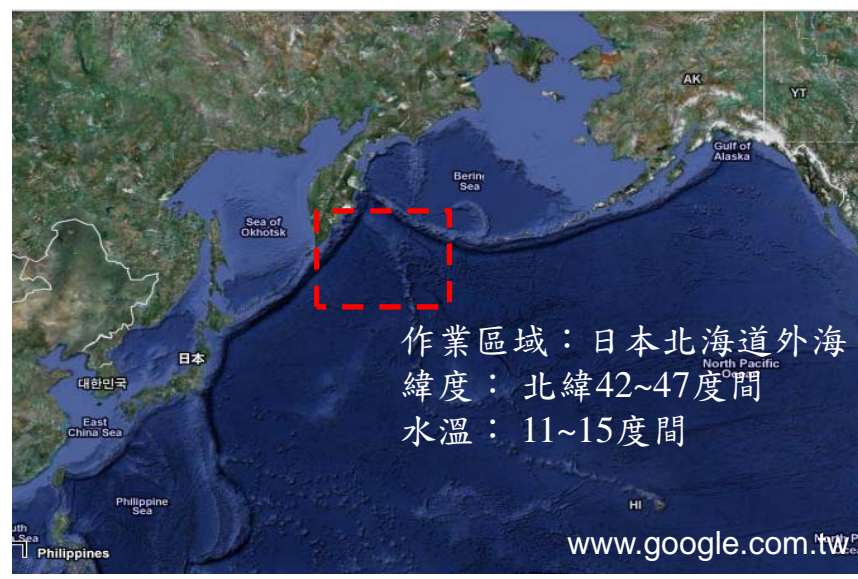 AK
YT
Gulf of
Alaska
Bering
Sea
Sea of
Okhotsk
作業區域：日本北海道外海
緯度： 北緯42~47度間
水溫： 11~15度間
North Pacific
Ocean
日本
대한민국
East
China Sea
Philippine
Sea
HI
Sea
Philippines
www.google.com.tw